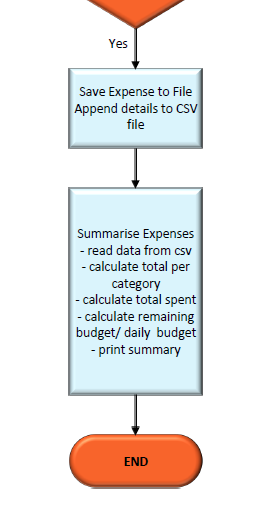 Yes
Save Expense to File
Append details to CSV
file
Summarise Expenses
- read data from csv
- calculate total per
category
- calculate total spent
- calculate remaining
budget/ daily budget
- print summary
END